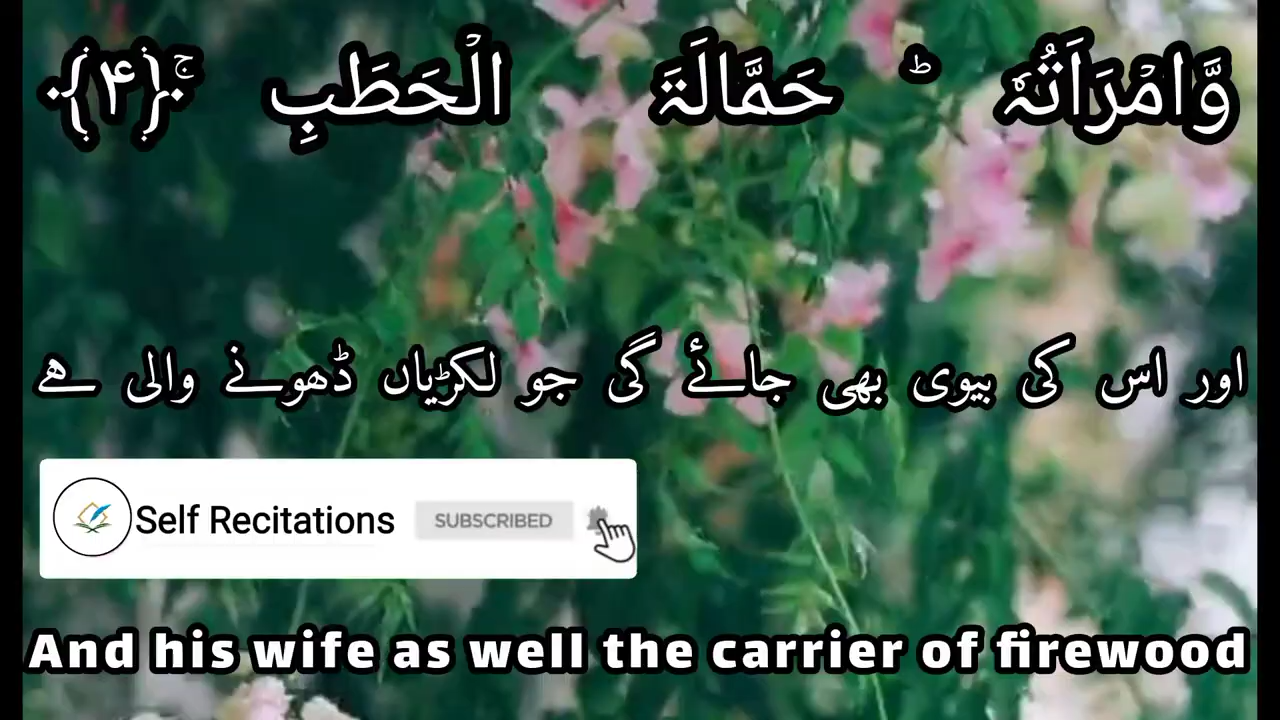 وَّامْرَاَتُهٗ ؕ حَمَّالَةَ الْحَطَبِ ﴿۴﴾ۚ
اور اس کی بیوی بھی جائے گی جو لکڑیاں ڈھونے والی ہے
Self Recitations SUBSCRIBED
And his wife as well the carrier of firewood